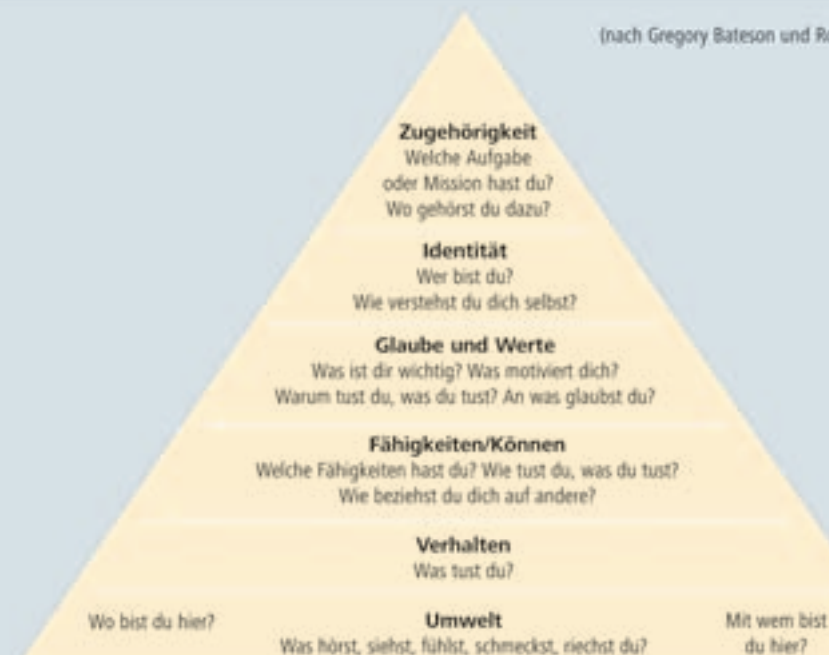 (nach Gregory Bateson und
Zugehörigkeit
Welche Aufgabe
oder Mission hast du?
Wo gehörst du dazu?
Identität
Wer bist du?
Wie verstehst du dich selbst?
Glaube und Werte
Was ist dir wichtig? Was motiviert dich?
Warum tust du, was du tust? An was glaubst du?
Fähigkeiten/Können
Welche Fähigkeiten hast du? Wie tust du, was du tust?
Wie beziehst du dich auf andere?
Verhalten
Was tust du?
Wo bist du hier? Umwelt Mit wem bist
Was hörst, siehst, fühlst, schmeckst, riechst du? du hier?